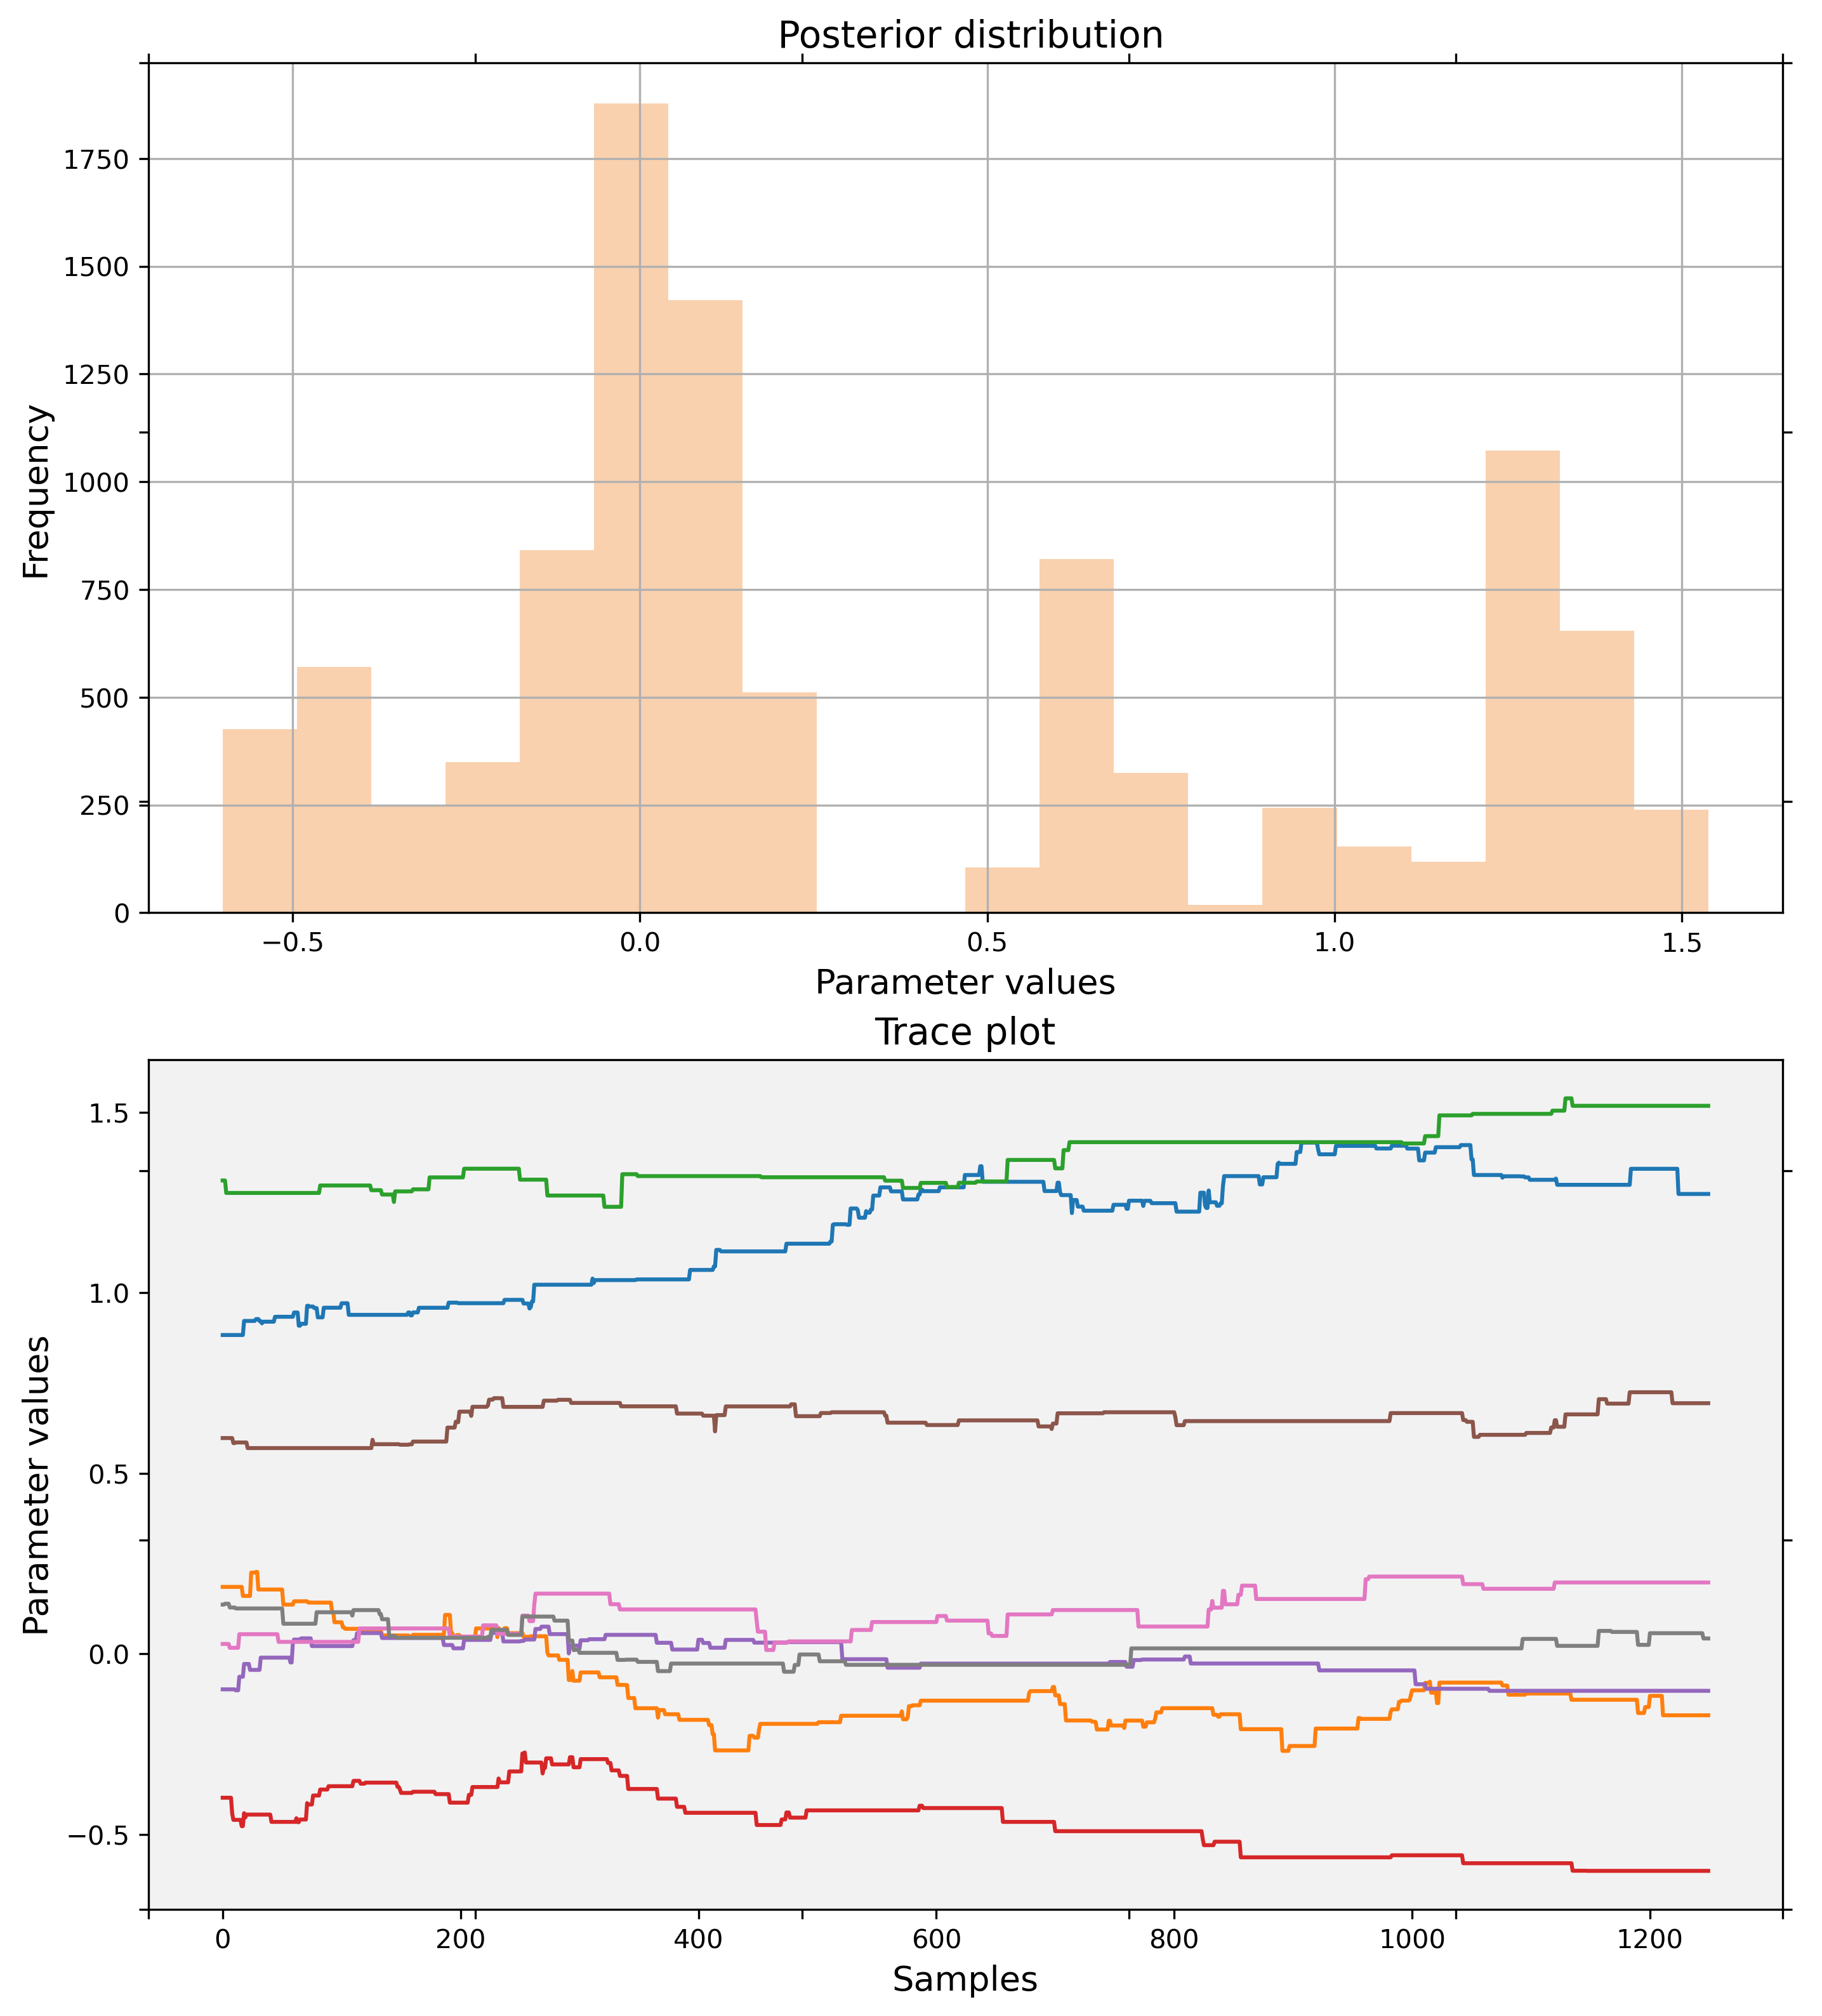 Posterior distribution
1750
1500
1250
1000
750
500
250
0
Frequency
−0.5 0.0 0.5 1.0 1.5
Parameter values
Trace plot
1.5
1.0
0.5
0.0
−0.5
Parameter values
0 200 400 600 800 1000 1200
Samples